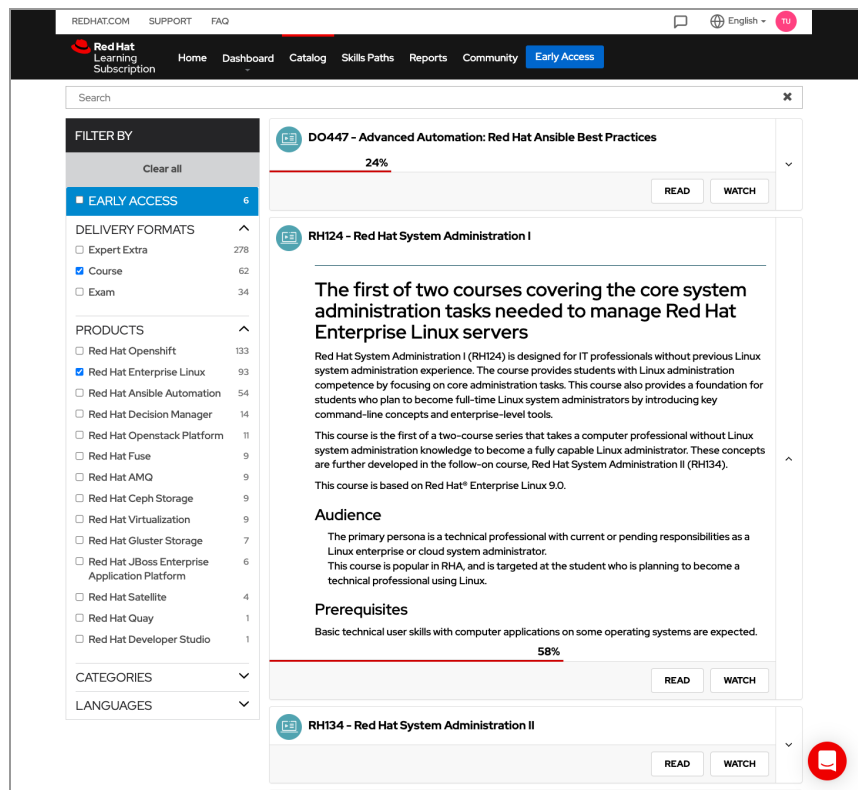 REDHAT.COM SUPPORT FAQ
English
TU
Red Hat
Learning
Subscription
Home Dashboard Catalog Skills Paths Reports Community Early Access
Search
FILTER BY
Clear all
EARLY ACCESS 6
DELIVERY FORMATS
Expert Extra 278
Course 62
Exam 34
PRODUCTS
Red Hat Openshift 133
Red Hat Enterprise Linux 93
Red Hat Ansible Automation 54
Red Hat Decision Manager 14
Red Hat Openstack Platform 11
Red Hat Fuse 9
Red Hat AMQ 9
Red Hat Ceph Storage 9
Red Hat Virtualization 9
Red Hat Gluster Storage 7
Red Hat JBoss Enterprise 6
Application Platform
Red Hat Satellite 4
Red Hat Quay 1
Red Hat Developer Studio 1
CATEGORIES
LANGUAGES
DO447 - Advanced Automation: Red Hat Ansible Best Practices
24%
READ WATCH
RH124 - Red Hat System Administration I
The first of two courses covering the core system
administration tasks needed to manage Red Hat
Enterprise Linux servers
Red Hat System Administration I (RH124) is designed for IT professionals without previous Linux
system administration experience. The course provides students with Linux administration
competence by focusing on core administration tasks. This course also provides a foundation for
students who plan to become full-time Linux system administrators by introducing key
command-line concepts and enterprise-level tools.
This course is the first of a two-course series that takes a computer professional without Linux
system administration knowledge to become a fully capable Linux administrator. These concepts
are further developed in the follow-on course, Red Hat System Administration II (RH134).
This course is based on Red Hat® Enterprise Linux 9.0.
Audience
The primary persona is a technical professional with current or pending responsibilities as a
Linux enterprise or cloud system administrator.
This course is popular in RHA, and is targeted at the student who is planning to become a
technical professional using Linux.
Prerequisites
Basic technical user skills with computer applications on some operating systems are expected.
58%
READ WATCH
RH134 - Red Hat System Administration II
READ WATCH